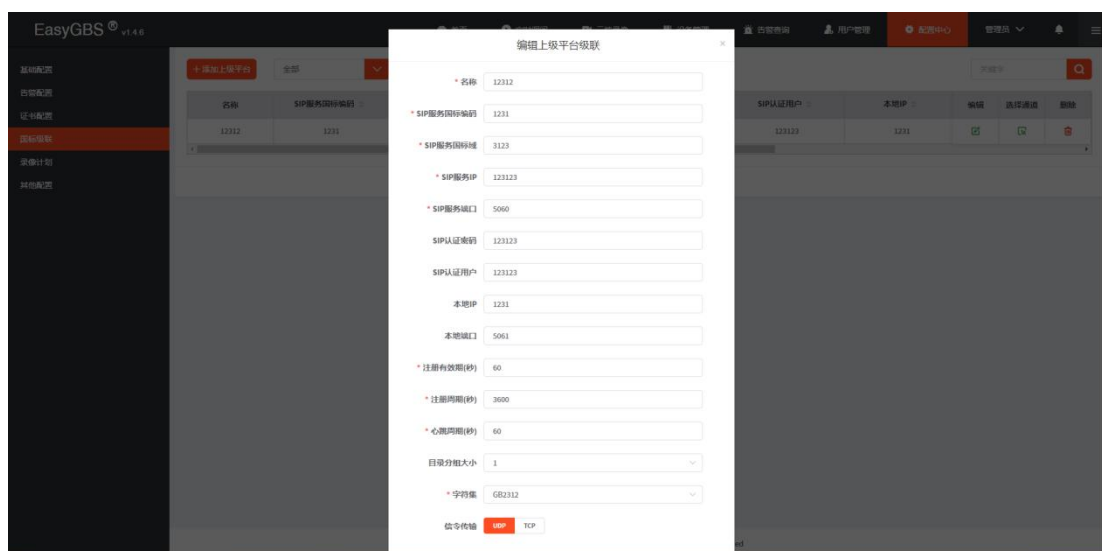 EasyGBS ® v1.4.6
告警查询 用户管理 配置中心 管理员
编辑上级平台级联 ×
基础配置
告警配置
证书配置
国标级联
录像计划
其他配置
+添加上级平台 全部
名称 SIP服务国标编码 SIP认证用户 本地IP 编辑 选择通道 删除
12312 1231 123123 1231
* 名称 12312
* SIP服务国标编码 1231
* SIP服务国标域 3123
* SIP服务IP 123123
* SIP服务端口 5060
SIP认证密码 123123
SIP认证用户 123123
本地IP 1231
本地端口 5061
* 注册有效期(秒) 60
* 注册周期(秒) 3600
* 心跳周期(秒) 60
目录分组大小 1
* 字符集 GB2312
信令传输 UDP TCP